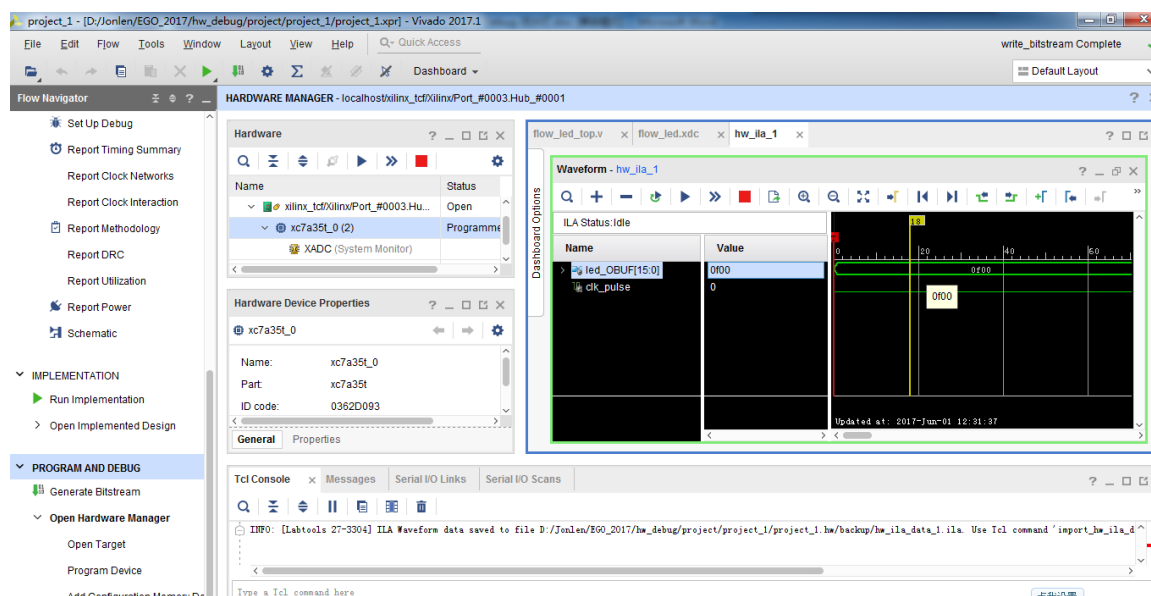 project_1 - [D:/Jonlen/EGO_2017/hw_debug/project/project_1/project_1.xpr] - Vivado 2017.1
File Edit Flow Tools Window Layout View Help Quick Access
write_bitstream Complete
Dashboard
Default Layout
Flow Navigator
HARDWARE MANAGER - localhost/xilinx_tcf/Xilinx/Port_#0003.Hub_#0001
Set Up Debug
Report Timing Summary
Report Clock Networks
Report Clock Interaction
Report Methodology
Report DRC
Report Utilization
Report Power
Schematic
IMPLEMENTATION
Run Implementation
Open Implemented Design
PROGRAM AND DEBUG
Generate Bitstream
Open Hardware Manager
Open Target
Program Device
Hardware
Name Status
xilinx_tcf/Xilinx/Port_#0003.Hu... Open
xc7a35t_0 (2) Programme
XADC (System Monitor)
Hardware Device Properties
xc7a35t_0
Name: xc7a35t_0
Part: xc7a35t
ID code: 0362D093
General Properties
flow_led_top.v flow_led.xdc hw_ila_1
Dashboard Options
Waveform - hw_ila_1
ILA Status:Idle
Name Value
led_OBUF[15:0] 0f00
clk_pulse 0
18
0 20 40 60
0f00
0f00
Updated at: 2017-Jun-01 12:31:37
Tcl Console Messages Serial I/O Links Serial I/O Scans
INFO: [Labtools 27-3304] ILA Waveform data saved to file D:/Jonlen/EGO_2017/hw_debug/project/project_1/project_1.hw/backup/hw_ila_data_1.ila. Use Tcl command 'import_hw_ila_d
Type a Tcl command here